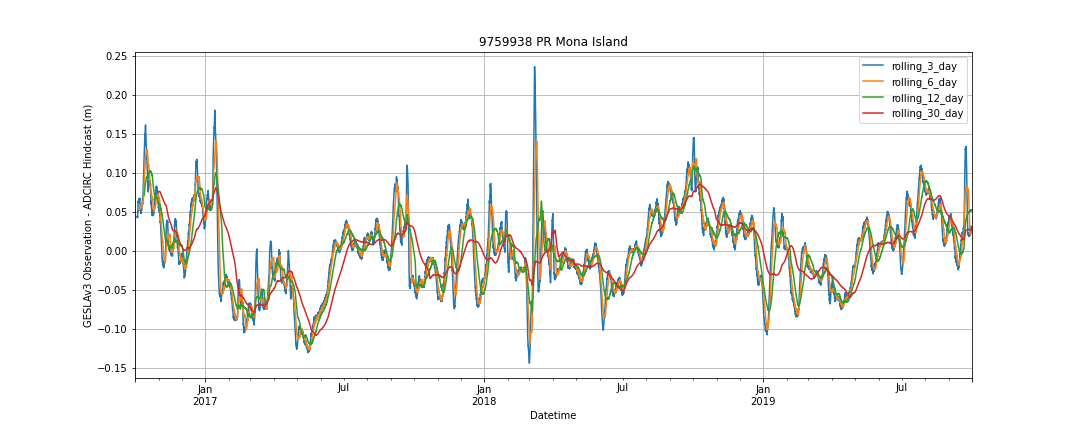 9759938 PR Mona Island
GESLAv3 Observation - ADCIRC Hindcast (m)
0.25
0.20
0.15
0.10
0.05
0.00
−0.05
−0.10
−0.15
rolling_3_day
rolling_6_day
rolling_12_day
rolling_30_day
Jan
2017
Jul
Jan
2018
Jul
Jan
2019
Jul
Datetime